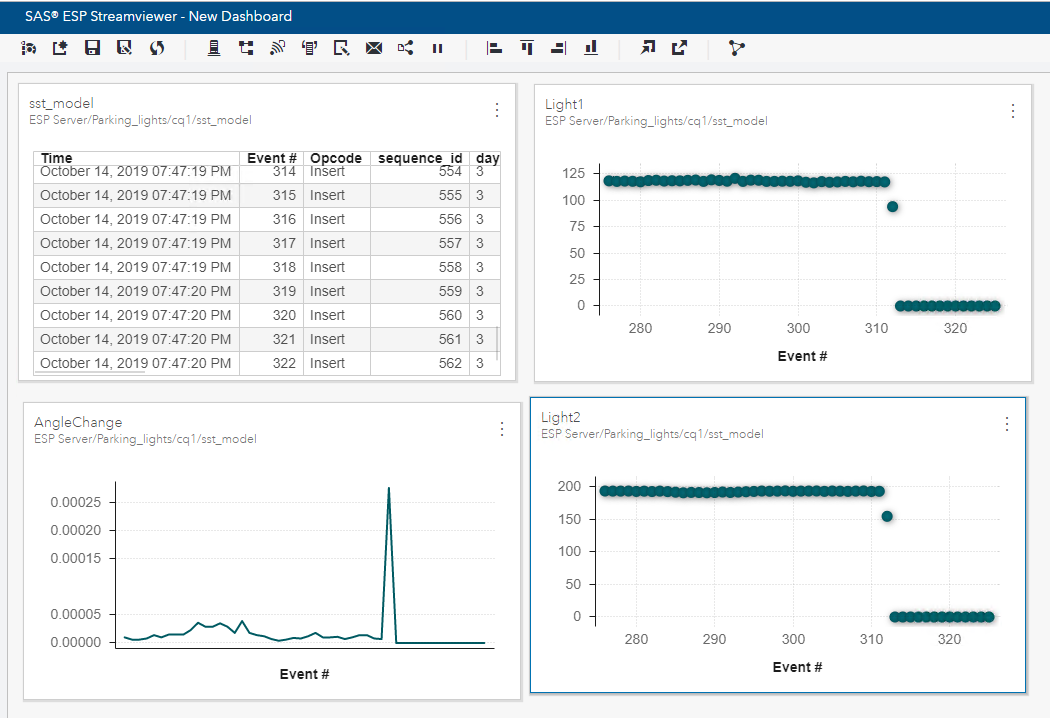 SAS® ESP Streamviewer - New Dashboard
sst_model
ESP Server/Parking_lights/cq1/sst_model
Time Event # Opcode sequence_id day
October 14, 2019 07:47:19 PM 314 Insert 554 3
October 14, 2019 07:47:19 PM 315 Insert 555 3
October 14, 2019 07:47:19 PM 316 Insert 556 3
October 14, 2019 07:47:19 PM 317 Insert 557 3
October 14, 2019 07:47:19 PM 318 Insert 558 3
October 14, 2019 07:47:20 PM 319 Insert 559 3
October 14, 2019 07:47:20 PM 320 Insert 560 3
October 14, 2019 07:47:20 PM 321 Insert 561 3
October 14, 2019 07:47:20 PM 322 Insert 562 3
Light1
ESP Server/Parking_lights/cq1/sst_model
125
100
75
50
25
0
280 290 300 310 320
Event #
AngleChange
ESP Server/Parking_lights/cq1/sst_model
0.00025
0.00020
0.00015
0.00005
0.00000
Event #
Light2
ESP Server/Parking_lights/cq1/sst_model
200
150
100
50
0
280 290 300 310 320
Event #